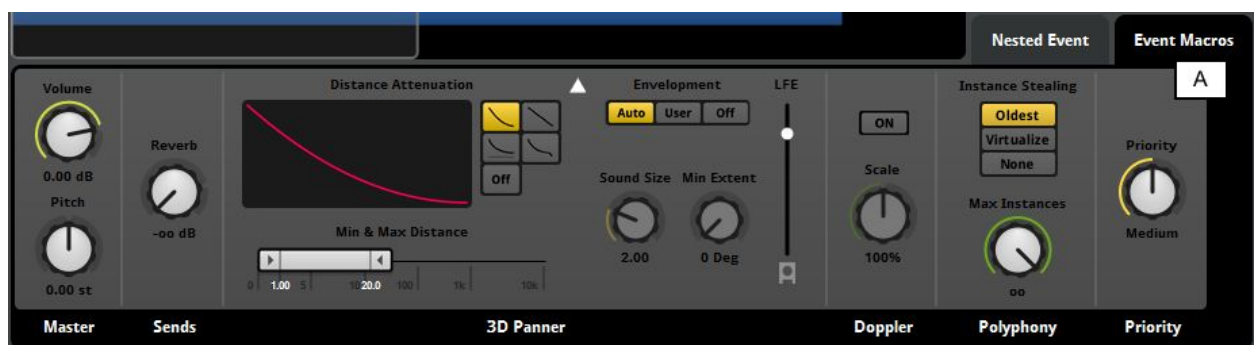 Nested Event
Event Macros
A
Volume
0.00 dB
Pitch
0.00 st
Master
Reverb
-oo dB
Sends
Distance Attenuation
Off
Min & Max Distance
0 1.00 5 10 20.0 100 1k 10k
Envelopment
Auto User Off
Sound Size Min Extent
2.00 0 Deg
LFE
3D Panner
ON
Scale
100%
Doppler
Instance Stealing
Oldest
Virtualize
None
Max Instances
oo
Polyphony
Priority
Medium
Priority